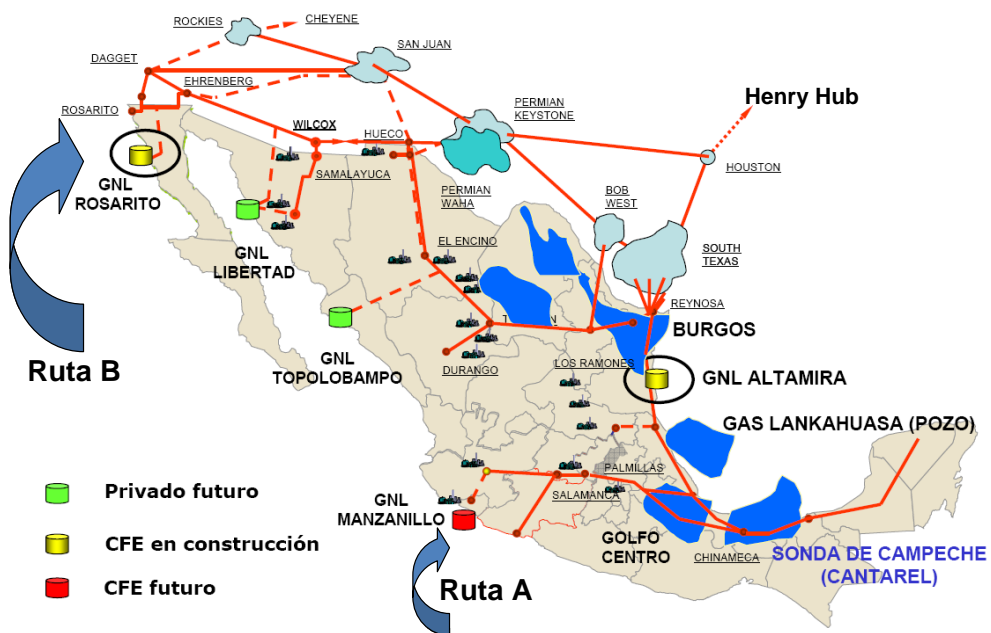 ROCKIES
CHEYENE
SAN JUAN
DAGGET
EHRENBERG
ROSARITO
PERMIAN
KEYSTONE
Henry Hub
WILCOX
HUECO
HOUSTON
GNL
ROSARITO
SAMALAYUCA
PERMIAN
WAHA
BOB
WEST
GNL
LIBERTAD
EL ENCINO
SOUTH
TEXAS
REYNOSA
BURGOS
Ruta B
GNL
TOPOLOBAMPO
DURANGO
LOS RAMONES
GNL ALTAMIRA
GAS LANKAHUASA (POZO)
Privado futuro
CFE en construcción
CFE futuro
GNL
MANZANILLO
PALMILLAS
SALAMANCA
GOLFO
CENTRO
CHINAMECA
SONDA DE CAMPECHE
(CANTAREL)
Ruta A